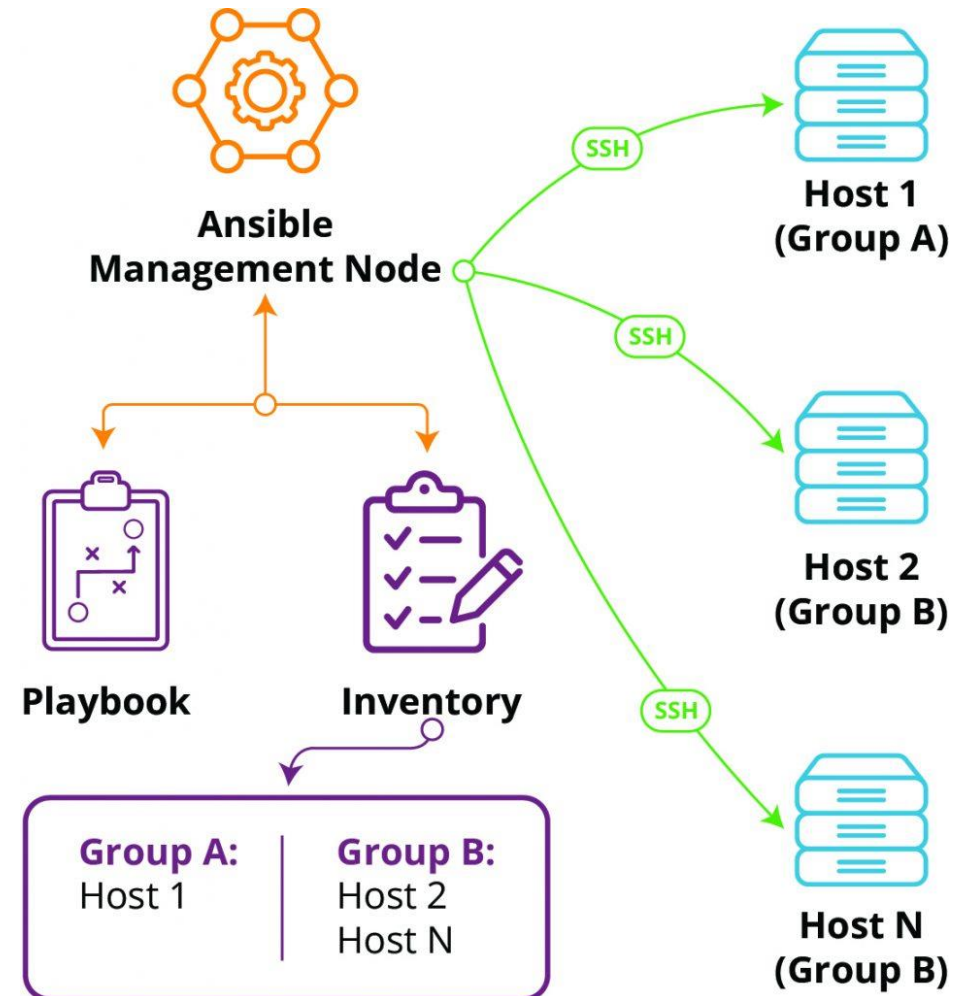 Ansible
Management Node
SSH
Host 1
(Group A)
SSH
Host 2
(Group B)
Playbook
Inventory
SSH
Group A:
Host 1
Group B:
Host 2
Host N
Host N
(Group B)